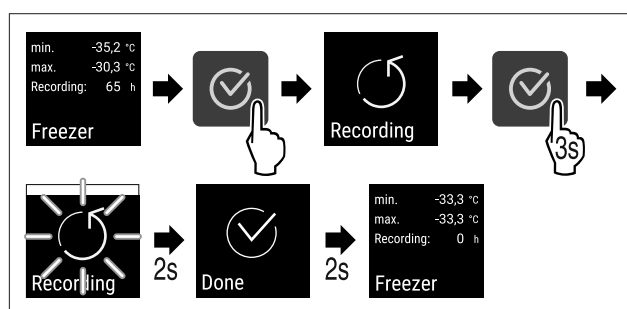 min. -35,2 °C
max. -30,3 °C
Recording: 65 h
Freezer
Recording
3s
Recording
2s
Done
2s
min. -33,3 °C
max. -33,3 °C
Recording: 0 h
Freezer